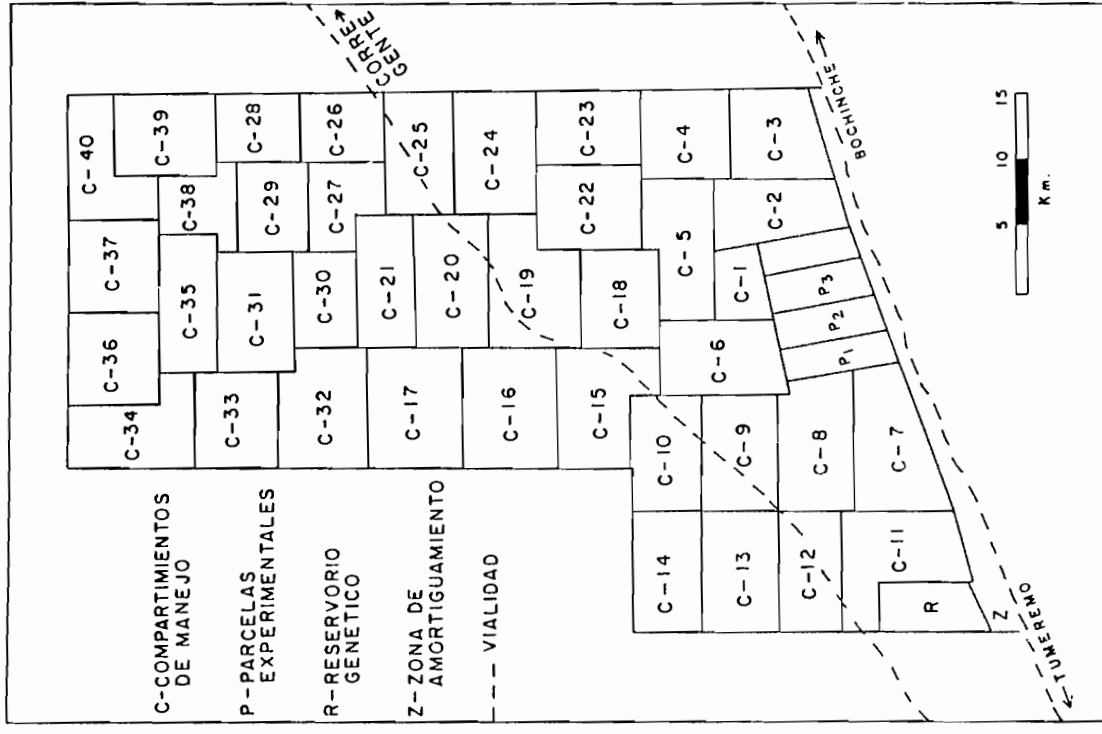 CORRE
GENTE
C-40
C-39
C-28
C-26
C-25
C-24
C-23
C-4
C-3
C-38
C-29
C-27
C-22
C-2
C-37
C-35
C-31
C-30
C-21
C-20
C-19
C-18
C-5
C-1
P3
P2
P1
C-36
C-34
C-33
C-32
C-17
C-16
C-15
C-6
C-10
C-9
C-8
C-7
C-14
C-13
C-12
C-11
R
Z
BOCHINCHE
TUMEREMO
5 10 15
Km.
C-COMPARTIMIENTOS
DE MANEJO
P-PARCELAS
EXPERIMENTALES
R-RESERVORIO
GENETICO
Z-ZONA DE
AMORTIGUAMIENTO
--- VIALIDAD